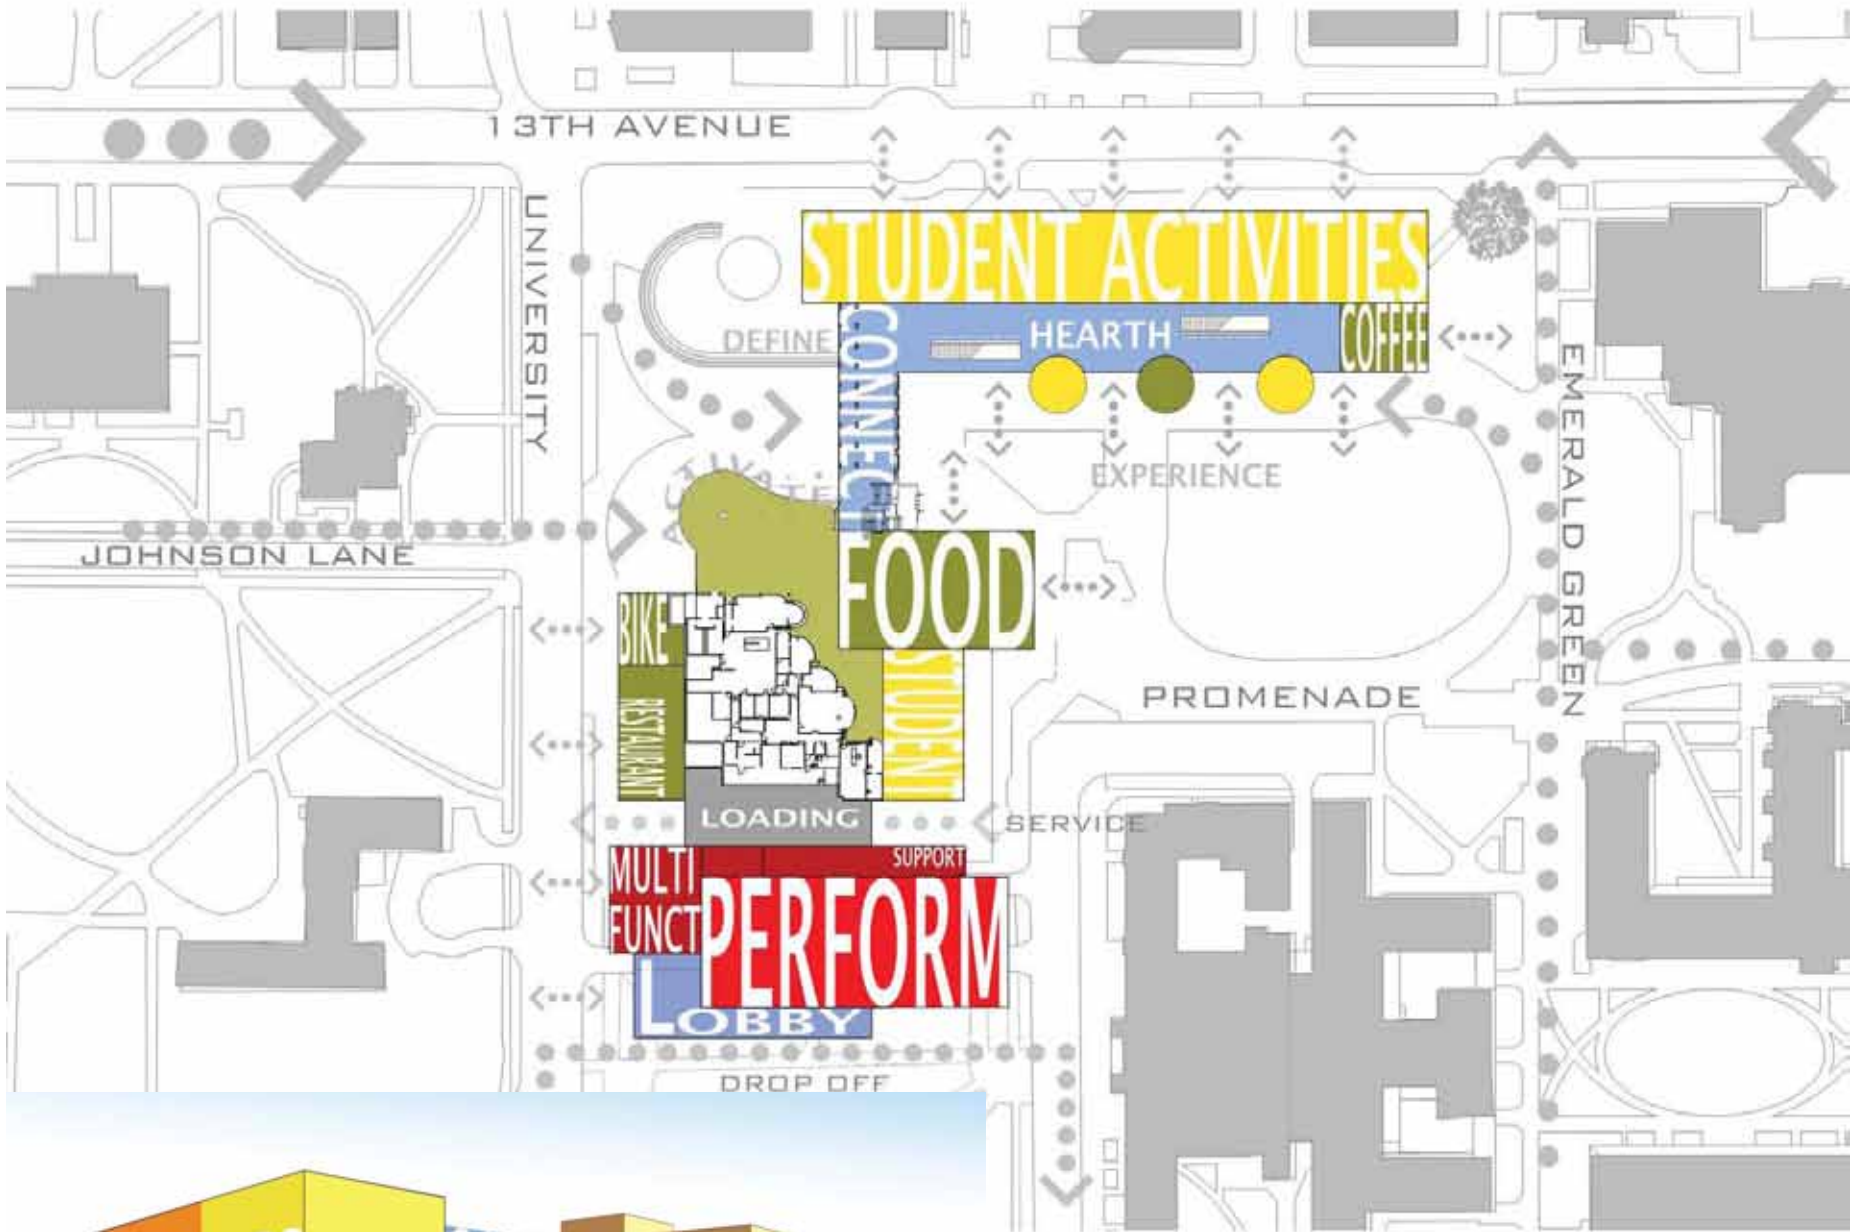 13TH AVENUE
UNIVERSITY
STUDENT ACTIVITIES
DEFINE
CONNECT
HEARTH
COFFEE
EMERALD GREEN
EXPERIENCE
ACTIVATE
JOHNSON LANE
FOOD
BIKE
STUDENT
RESTAURANT
PROMENADE
LOADING
SERVICE
MULTI
FUNCT
SUPPORT
PERFORM
LOBBY
DROP OFF